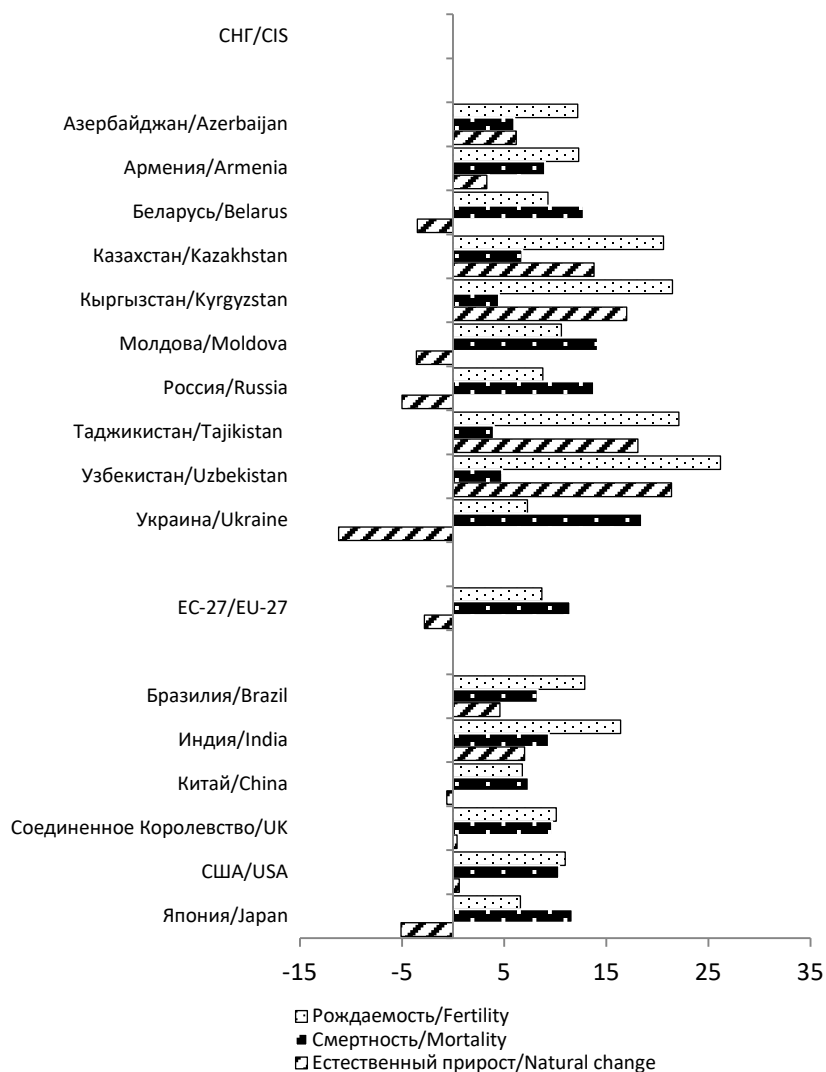 СНГ/CIS
Азербайджан/Azerbaijan
Армения/Armenia
Беларусь/Belarus
Казахстан/Kazakhstan
Кыргызстан/Kyrgyzstan
Молдова/Moldova
Россия/Russia
Таджикистан/Tajikistan
Узбекистан/Uzbekistan
Украина/Ukraine
ЕС-27/EU-27
Бразилия/Brazil
Индия/India
Китай/China
Соединенное Королевство/UK
США/USA
Япония/Japan
-15 -5 5 15 25 35
Рождаемость/Fertility
Смертность/Mortality
Естественный прирост/Natural change